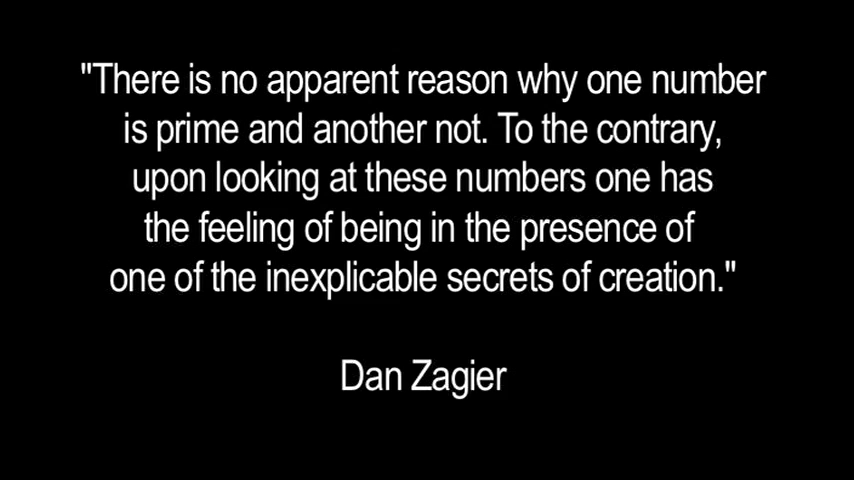 "There is no apparent reason why one number
is prime and another not. To the contrary,
upon looking at these numbers one has
the feeling of being in the presence of
one of the inexplicable secrets of creation."
Dan Zagier